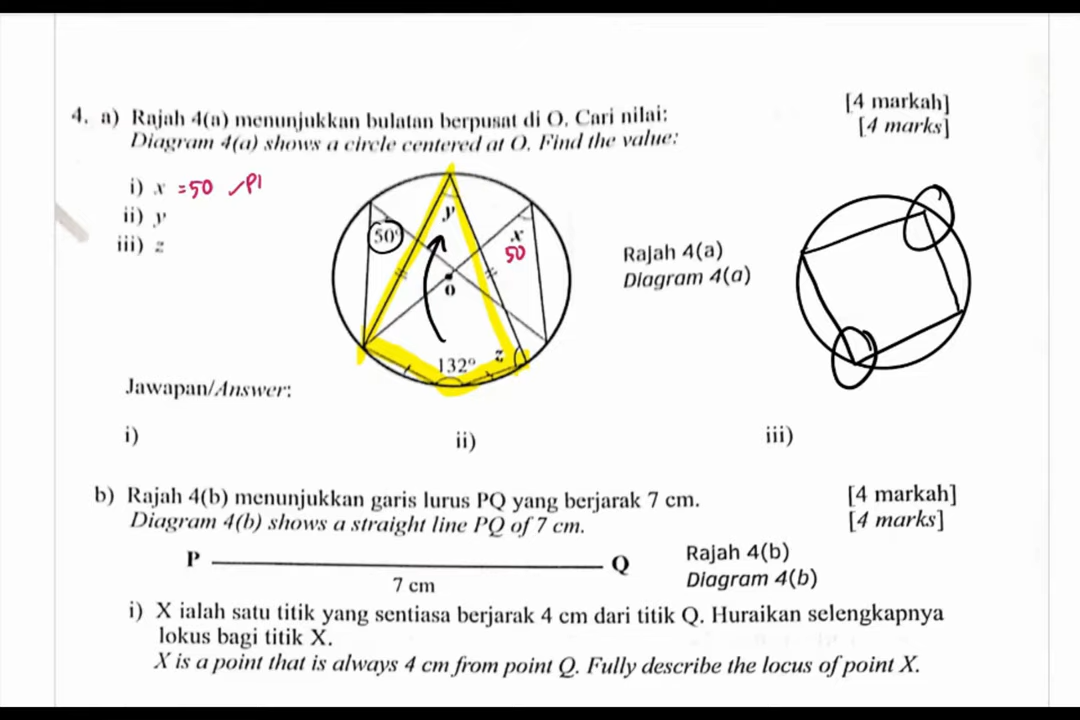 4. a) Rajah 4(a) menunjukkan bulatan berpusat di O. Cari nilai:
[4 markah]
Diagram 4(a) shows a circle centered at O. Find the value:
[4 marks]
i) x = 50 ✓P1
ii) y
iii) z
y
50°
x
50
O
132°
z
Rajah 4(a)
Diagram 4(a)
Jawapan/Answer:
i)
ii)
iii)
b) Rajah 4(b) menunjukkan garis lurus PQ yang berjarak 7 cm.
[4 markah]
Diagram 4(b) shows a straight line PQ of 7 cm.
[4 marks]
P
Q
7 cm
Rajah 4(b)
Diagram 4(b)
i) X ialah satu titik yang sentiasa berjarak 4 cm dari titik Q. Huraikan selengkapnya
lokus bagi titik X.
X is a point that is always 4 cm from point Q. Fully describe the locus of point X.